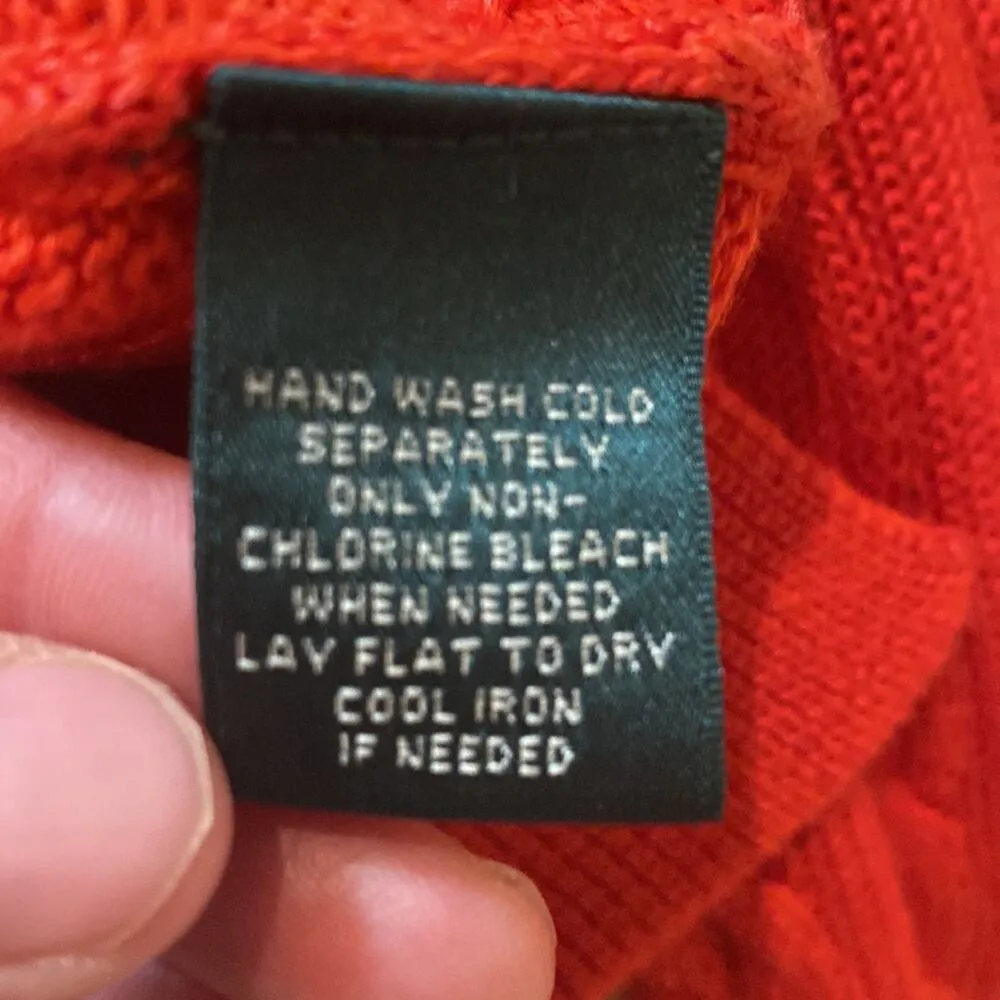 HAND WASH COLD
SEPARATELY
ONLY NON-
CHLORINE BLEACH
WHEN NEEDED
LAY FLAT TO DRY
COOL IRON
IF NEEDED